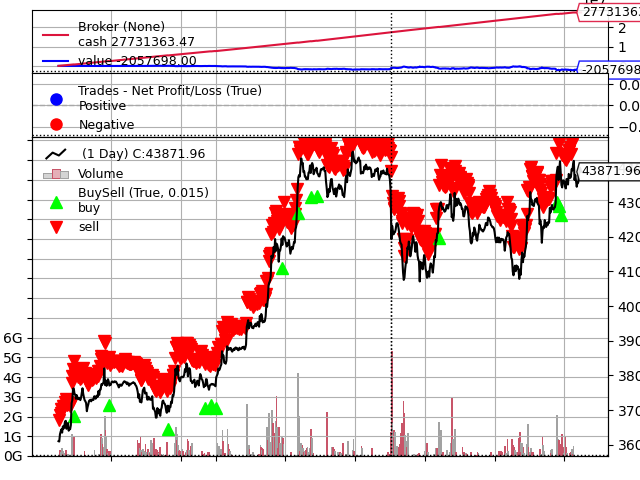 Broker (None)
cash 27731363.47
value -2057698.00
27731363
2
1
-2057698
Trades - Net Profit/Loss (True)
Positive
Negative
0.0
0.0
−0.
(1 Day) C:43871.96
Volume
BuySell (True, 0.015)
buy
sell
43871.96
430
420
410
400
390
380
370
360
6G
5G
4G
3G
2G
1G
0G